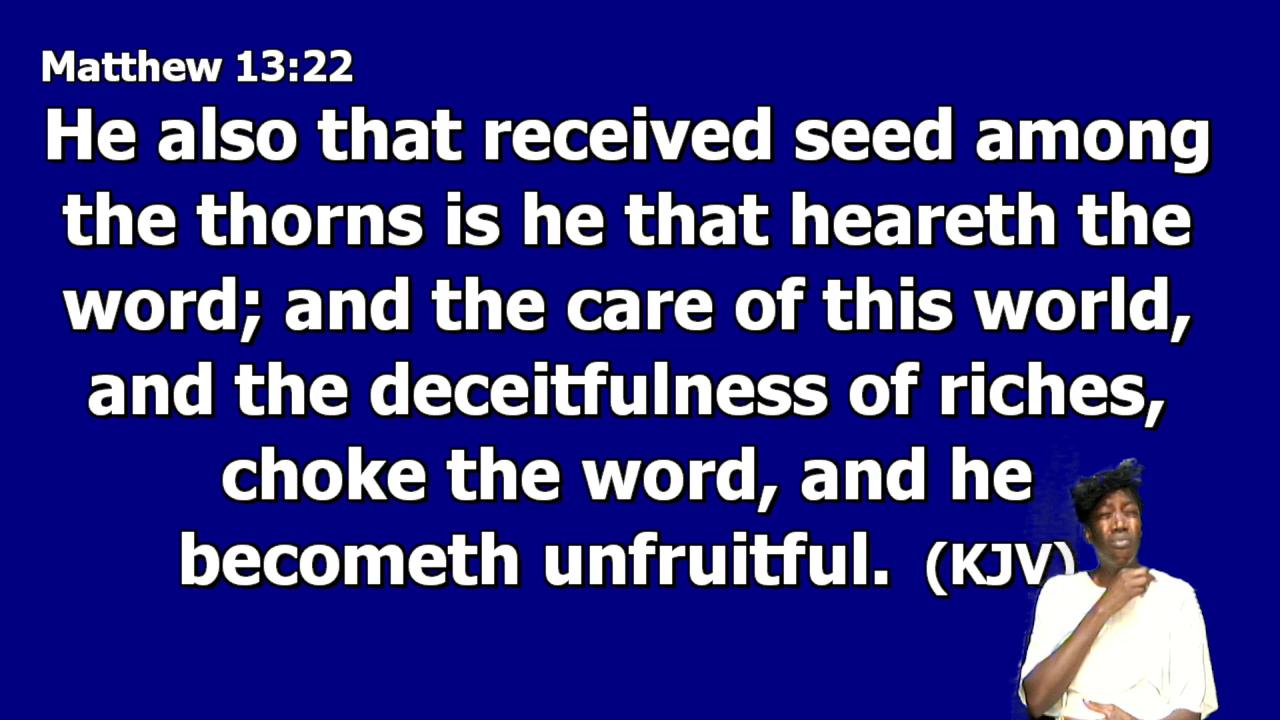 Matthew 13:22
He also that received seed among
the thorns is he that heareth the
word; and the care of this world,
and the deceitfulness of riches,
choke the word, and he
becometh unfruitful. (KJV)